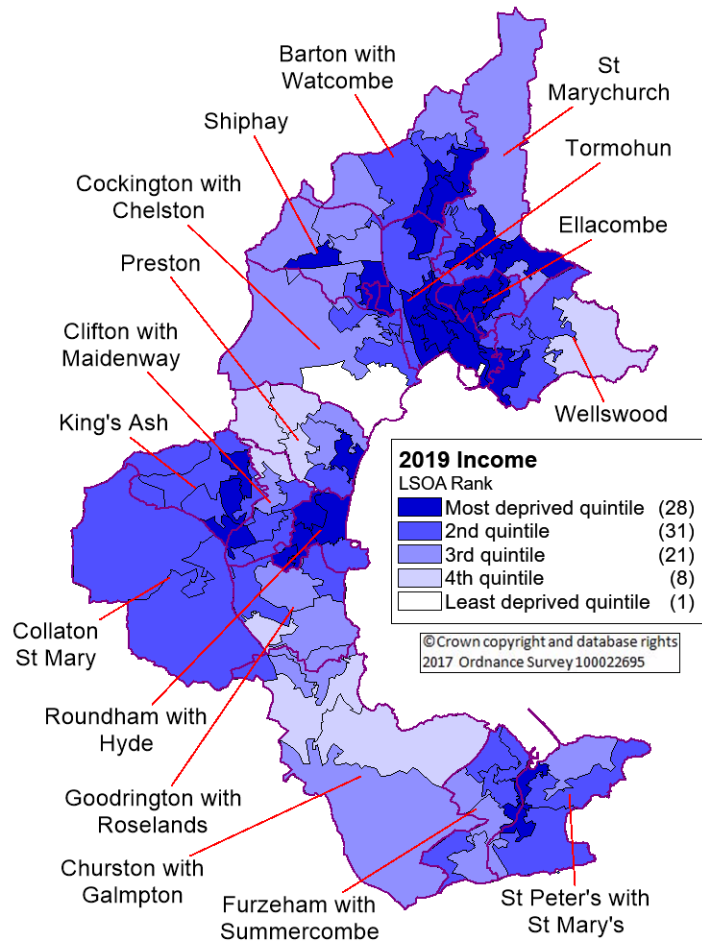 Barton with
Watcombe
St
Marychurch
Shiphay
Tormohun
Cockington with
Chelston
Ellacombe
Preston
Clifton with
Maidenway
King's Ash
Wellswood
2019 Income
LSOA Rank
Most deprived quintile (28)
2nd quintile (31)
3rd quintile (21)
4th quintile (8)
Least deprived quintile (1)
©Crown copyright and database rights
2017 Ordnance Survey 100022695
Collaton
St Mary
Roundham with
Hyde
Goodrington with
Roselands
Churston with
Galmpton
Furzeham with
Summercombe
St Peter's with
St Mary's